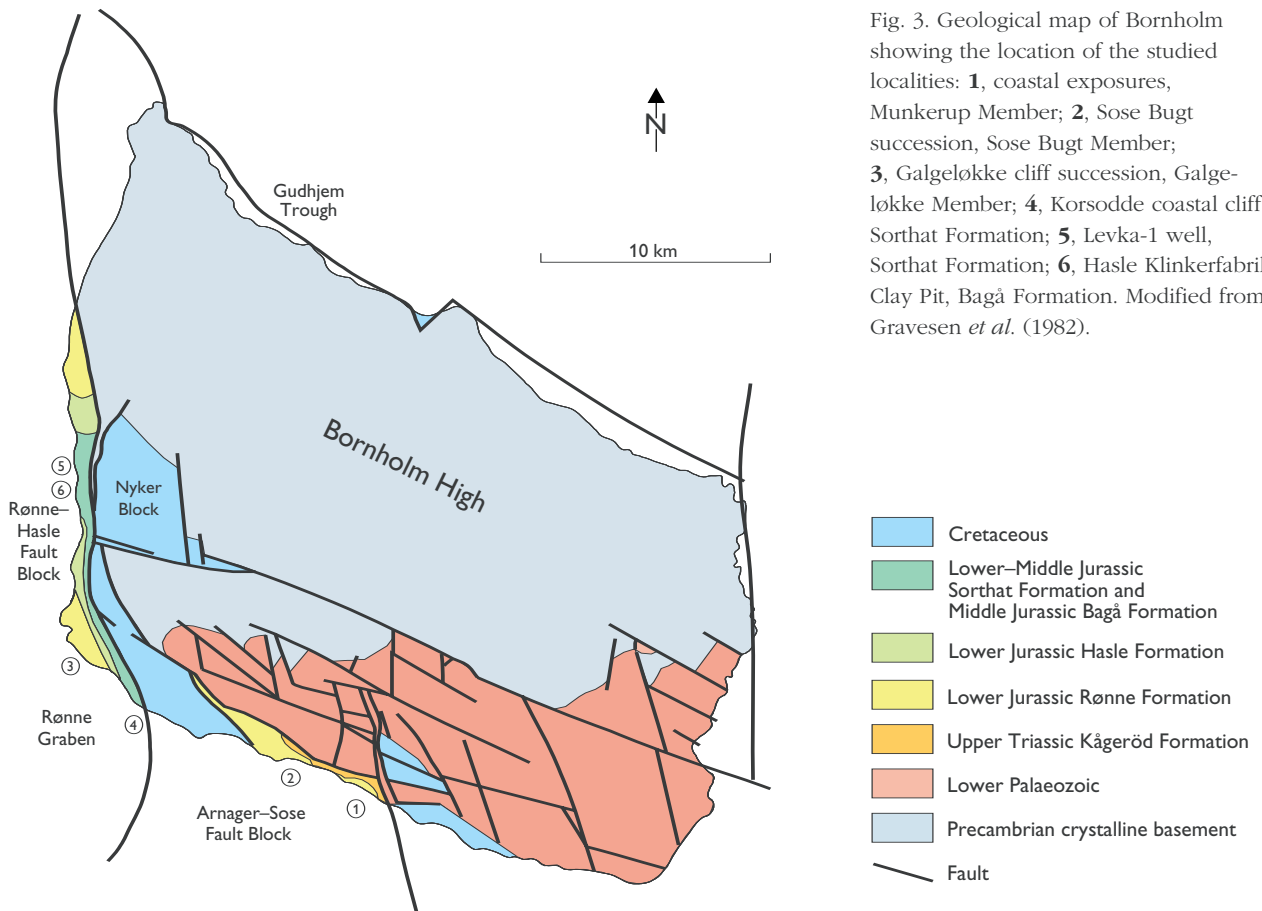 Fig. 3. Geological map of Bornholm
showing the location of the studied
localities: 1, coastal exposures,
Munkerup Member; 2, Sose Bugt
succession, Sose Bugt Member;
3, Galgeløkke cliff succession, Galge-
løkke Member; 4, Korsodde coastal cliff
Sorthat Formation; 5, Levka-1 well,
Sorthat Formation; 6, Hasle Klinkerfabrik
Clay Pit, Bagå Formation. Modified from
Gravesen et al. (1982).
N
Gudhjem
Trough
10 km
Bornholm High
5
6
Nyker
Block
Rønne–
Hasle
Fault
Block
3
Rønne
Graben
4
2
1
Arnager–Sose
Fault Block
Cretaceous
Lower–Middle Jurassic
Sorthat Formation and
Middle Jurassic Bagå Formation
Lower Jurassic Hasle Formation
Lower Jurassic Rønne Formation
Upper Triassic Kågeröd Formation
Lower Palaeozoic
Precambrian crystalline basement
Fault